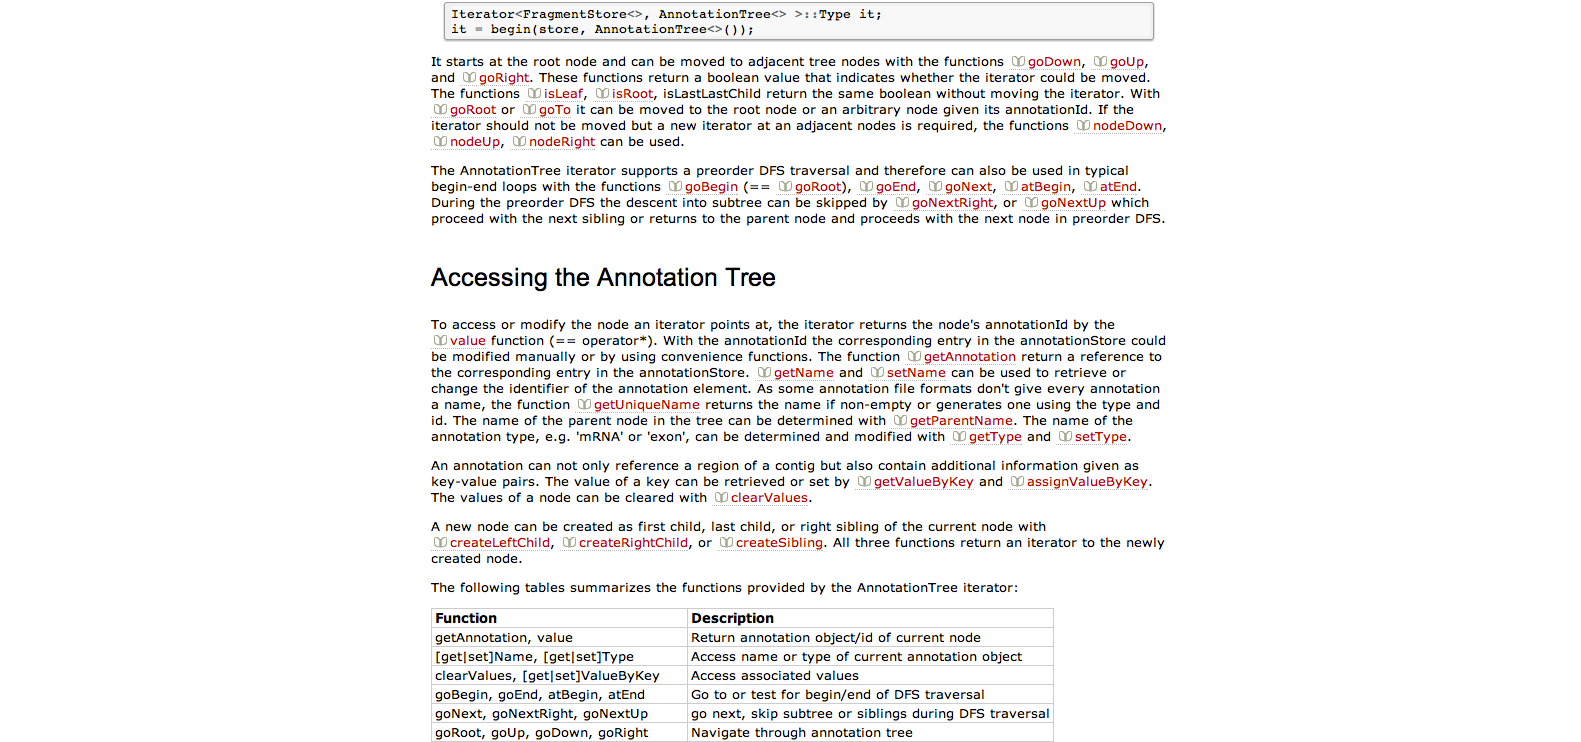 Iterator<FragmentStore<>, AnnotationTree<> >::Type it;
it = begin(store, AnnotationTree<>());
It starts at the root node and can be moved to adjacent tree nodes with the functions goDown, goUp,
and goRight. These functions return a boolean value that indicates whether the iterator could be moved.
The functions isLeaf, isRoot, isLastLastChild return the same boolean without moving the iterator. With
goRoot or goTo it can be moved to the root node or an arbitrary node given its annotationId. If the
iterator should not be moved but a new iterator at an adjacent nodes is required, the functions nodeDown,
nodeUp, nodeRight can be used.
The AnnotationTree iterator supports a preorder DFS traversal and therefore can also be used in typical
begin-end loops with the functions goBegin (== goRoot), goEnd, goNext, atBegin, atEnd.
During the preorder DFS the descent into subtree can be skipped by goNextRight, or goNextUp which
proceed with the next sibling or returns to the parent node and proceeds with the next node in preorder DFS.
Accessing the Annotation Tree
To access or modify the node an iterator points at, the iterator returns the node's annotationId by the
value function (== operator*). With the annotationId the corresponding entry in the annotationStore could
be modified manually or by using convenience functions. The function getAnnotation return a reference to
the corresponding entry in the annotationStore. getName and setName can be used to retrieve or
change the identifier of the annotation element. As some annotation file formats don't give every annotation
a name, the function getUniqueName returns the name if non-empty or generates one using the type and
id. The name of the parent node in the tree can be determined with getParentName. The name of the
annotation type, e.g. 'mRNA' or 'exon', can be determined and modified with getType and setType.
An annotation can not only reference a region of a contig but also contain additional information given as
key-value pairs. The value of a key can be retrieved or set by getValueByKey and assignValueByKey.
The values of a node can be cleared with clearValues.
A new node can be created as first child, last child, or right sibling of the current node with
createLeftChild, createRightChild, or createSibling. All three functions return an iterator to the newly
created node.
The following tables summarizes the functions provided by the AnnotationTree iterator:
Function Description
getAnnotation, value Return annotation object/id of current node
[get|set]Name, [get|set]Type Access name or type of current annotation object
clearValues, [get|set]ValueByKey Access associated values
goBegin, goEnd, atBegin, atEnd Go to or test for begin/end of DFS traversal
goNext, goNextRight, goNextUp go next, skip subtree or siblings during DFS traversal
goRoot, goUp, goDown, goRight Navigate through annotation tree